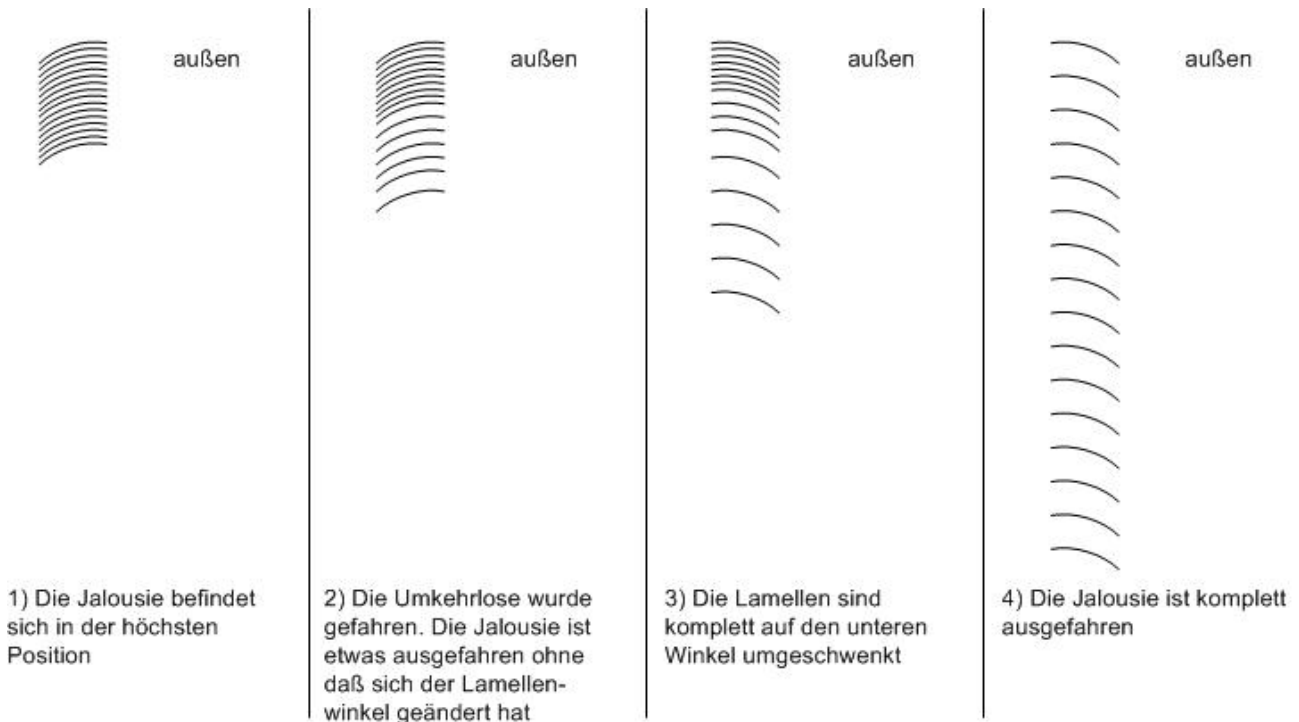 außen
außen
außen
außen
1) Die Jalousie befindet
sich in der höchsten
Position
2) Die Umkehrlose wurde
gefahren. Die Jalousie ist
etwas ausgefahren ohne
daß sich der Lamellen-
winkel geändert hat
3) Die Lamellen sind
komplett auf den unteren
Winkel umgeschwenkt
4) Die Jalousie ist komplett
ausgefahren